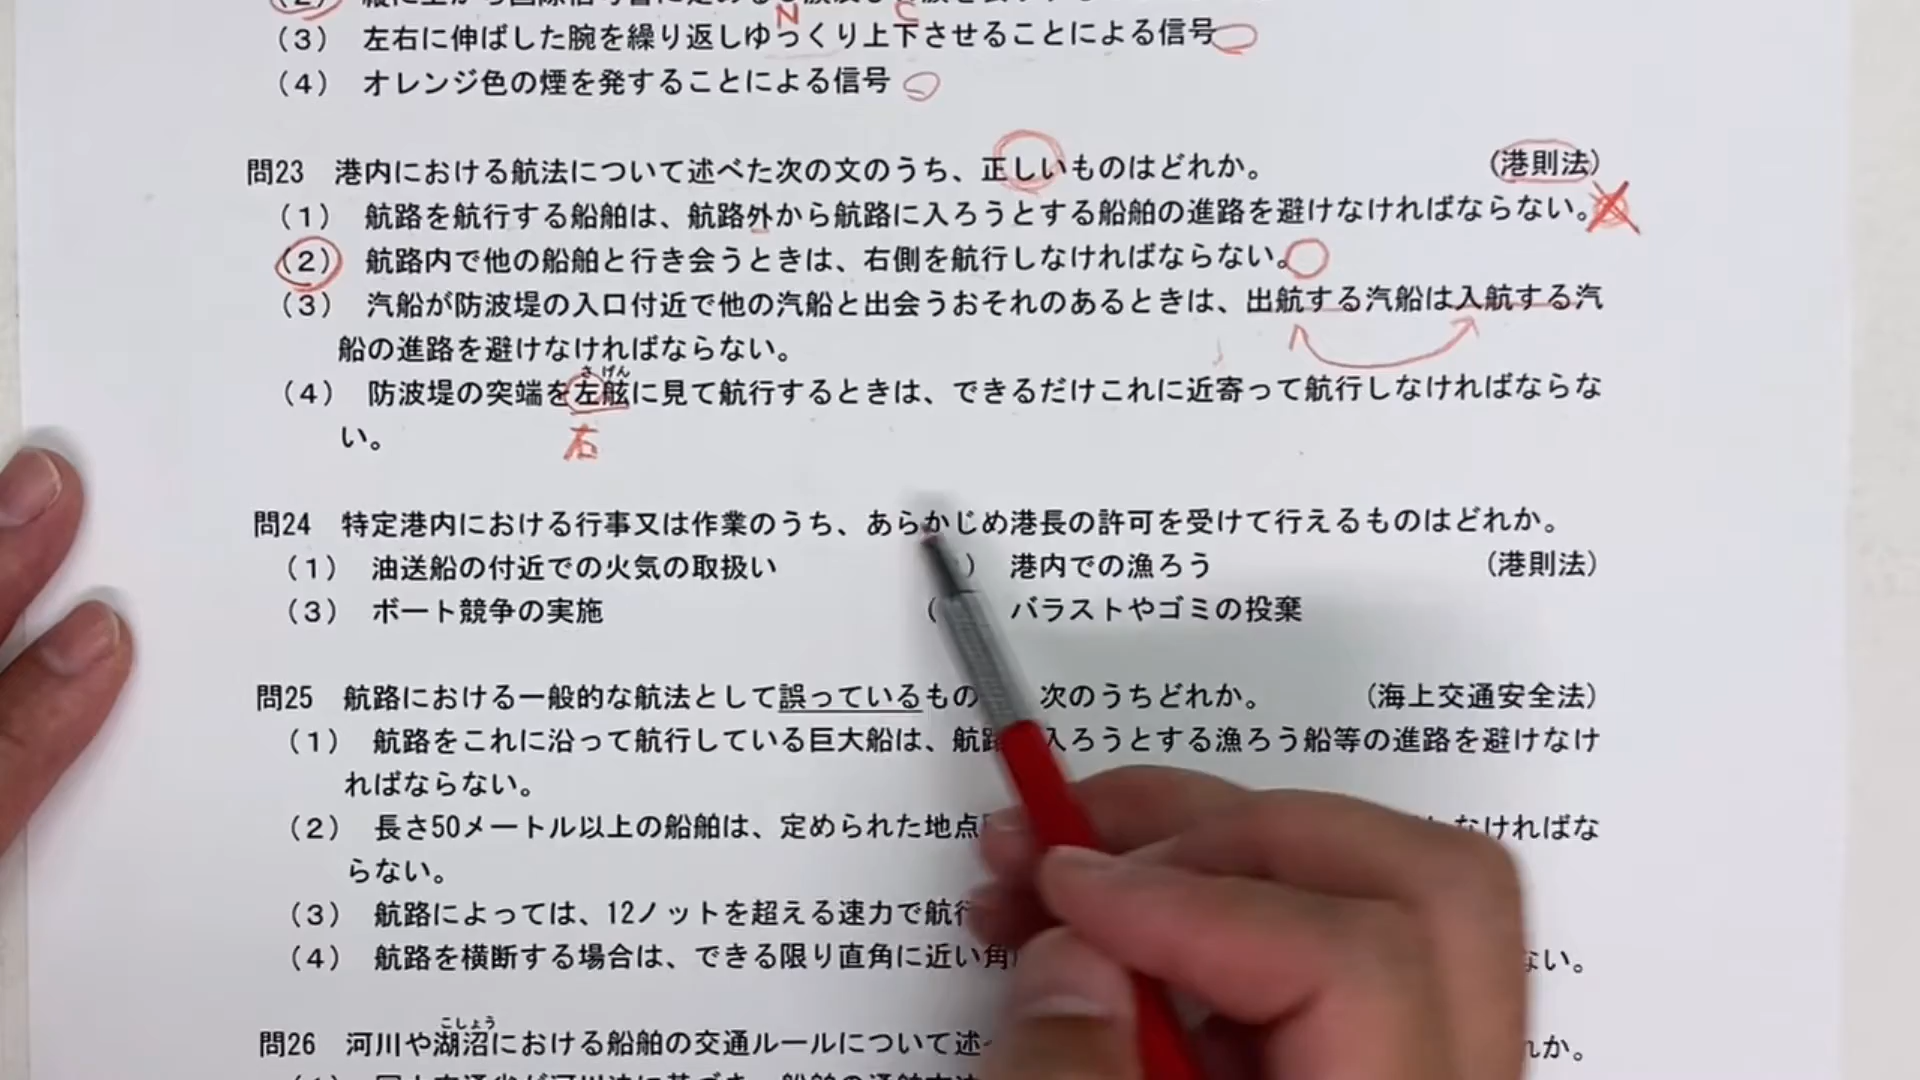 N C
(3) 左右に伸ばした腕を繰り返しゆっくり上下させることによる信号
(4) オレンジ色の煙を発することによる信号
問23 港内における航法について述べた次の文のうち、正しいものはどれか。 (港則法)
(1) 航路を航行する船舶は、航路外から航路に入ろうとする船舶の進路を避けなければならない。
(2) 航路内で他の船舶と行き会うときは、右側を航行しなければならない。
(3) 汽船が防波堤の入口付近で他の汽船と出会うおそれのあるときは、出航する汽船は入航する汽
船の進路を避けなければならない。
さ げん
(4) 防波堤の突端を左舷に見て航行するときは、できるだけこれに近寄って航行しなければならな
い。
右
問24 特定港内における行事又は作業のうち、あらかじめ港長の許可を受けて行えるものはどれか。
(1) 油送船の付近での火気の取扱い ) 港内での漁ろう (港則法)
(3) ボート競争の実施 ( バラストやゴミの投棄
問25 航路における一般的な航法として誤っているもの 次のうちどれか。 (海上交通安全法)
(1) 航路をこれに沿って航行している巨大船は、航路 入ろうとする漁ろう船等の進路を避けなけ
ればならない。
(2) 長さ50メートル以上の船舶は、定められた地点 なければな
らない。
(3) 航路によっては、12ノットを超える速力で航行
(4) 航路を横断する場合は、できる限り直角に近い角 ない。
こしょう
問26 河川や湖沼における船舶の交通ルールについて述 れか。